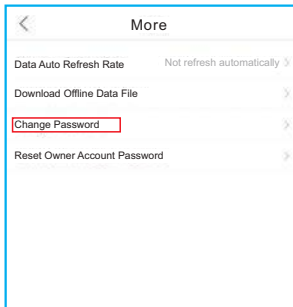 More
Data Auto Refresh Rate Not refresh automatically
Download Offline Data File
Change Password
Reset Owner Account Password